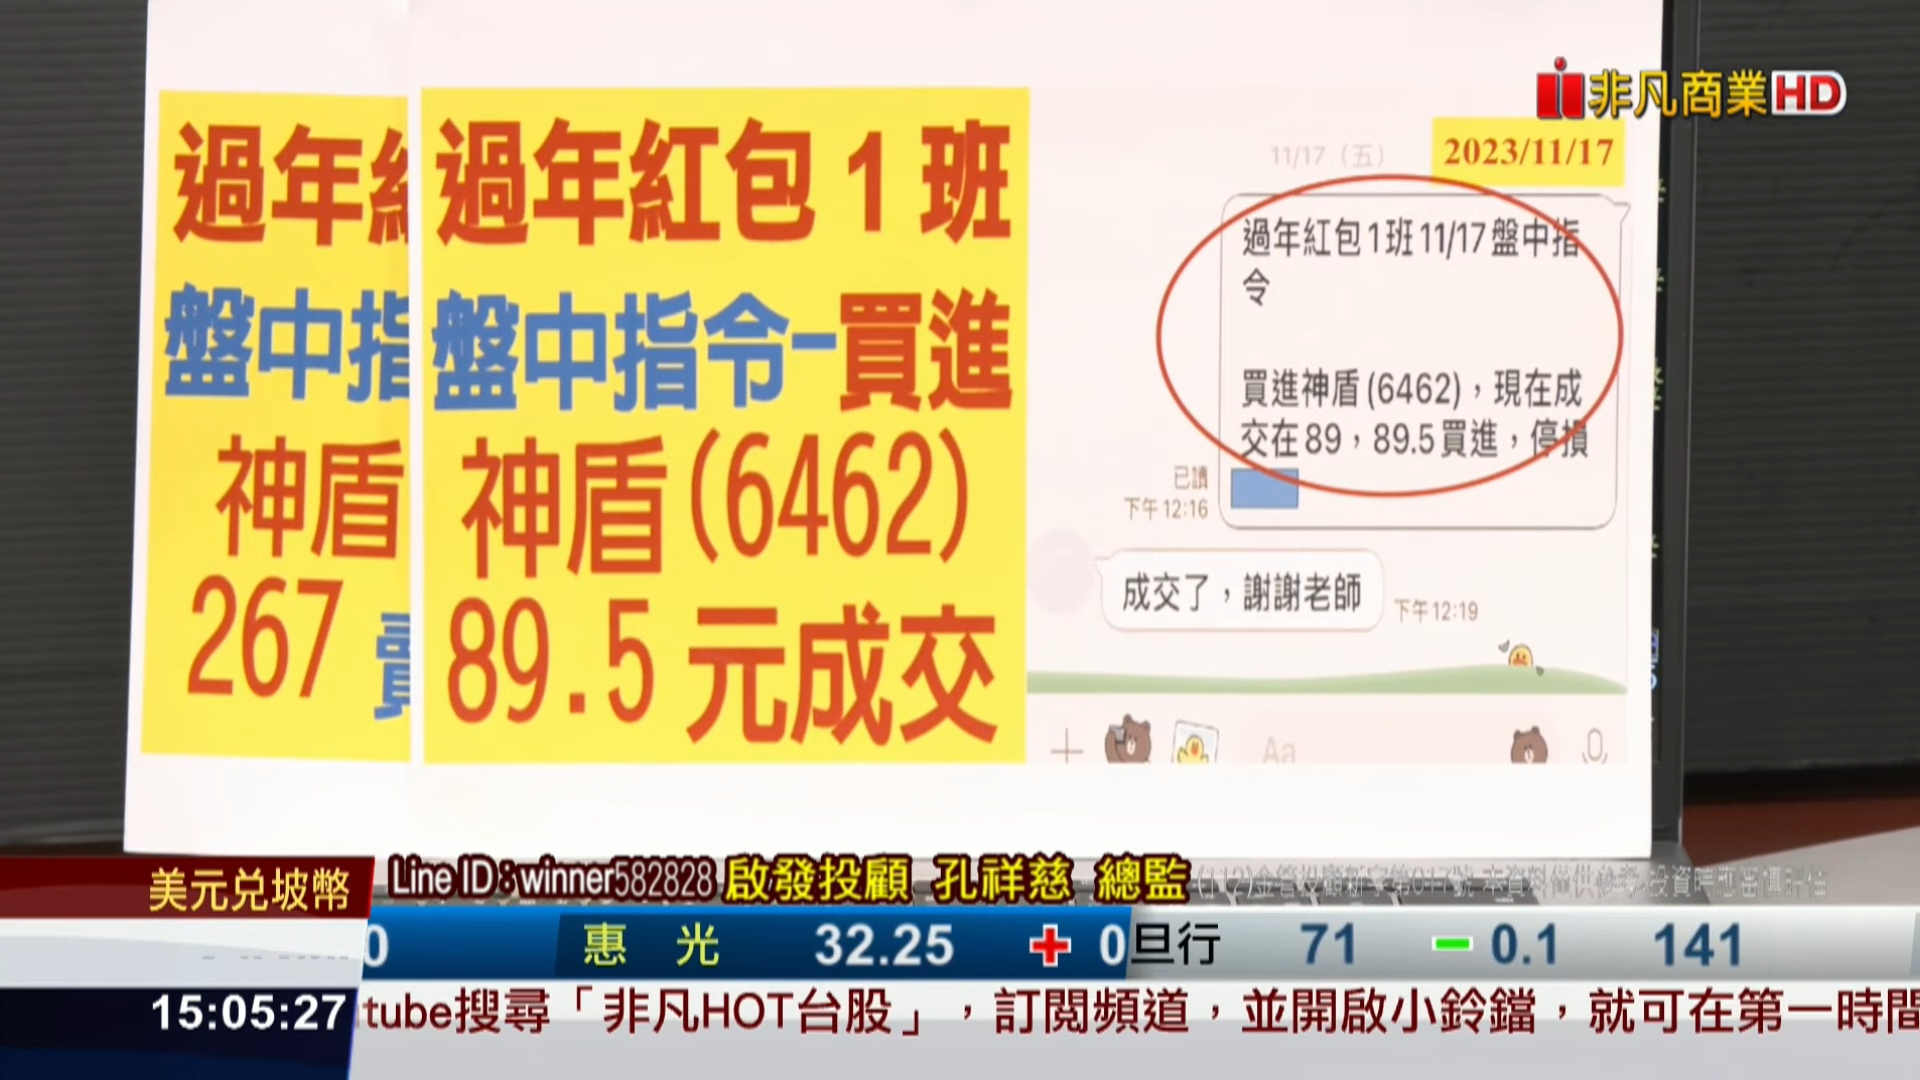 非凡商業HD
過年紅
盤中指
神盾
267 賣
過年紅包1班
盤中指令-買進
神盾(6462)
89.5元成交
11/17（五）
2023/11/17
過年紅包1班11/17盤中指
令
買進神盾(6462)，現在成
交在89，89.5買進，停損
已讀
下午12:16
成交了，謝謝老師
下午12:19
Aa
美元兑坡幣
Line ID:winner582828 啟發投顧 孔祥慈 總監
0 惠光 32.25 + 0
旦行 71 - 0.1 141
15:05:27
tube搜尋「非凡HOT台股」，訂閱頻道，並開啟小鈴鐺，就可在第一時間